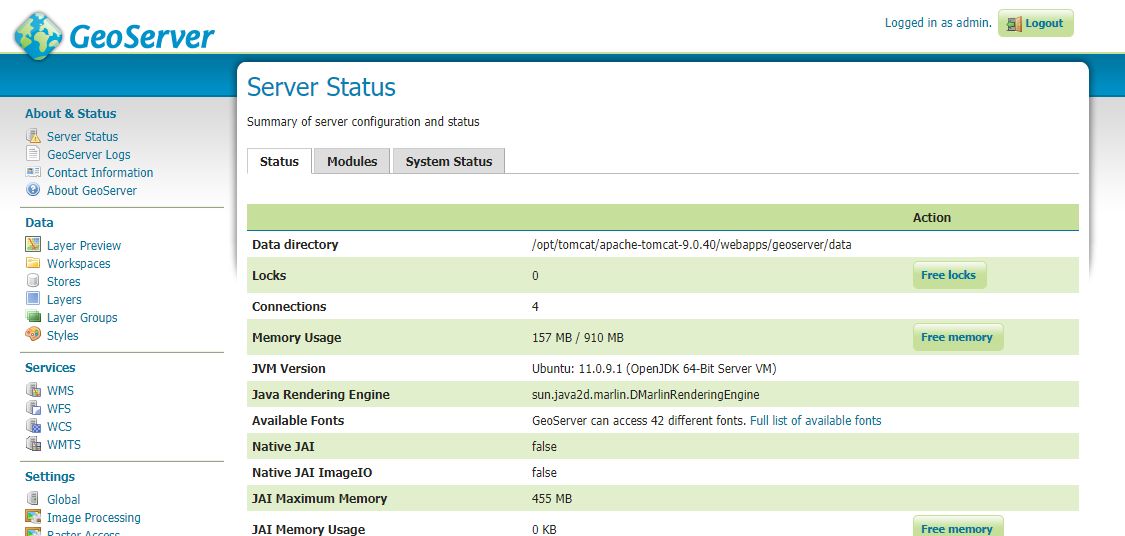 GeoServer
Logged in as admin. Logout
About & Status
Server Status
GeoServer Logs
Contact Information
About GeoServer
Data
Layer Preview
Workspaces
Stores
Layers
Layer Groups
Styles
Services
WMS
WFS
WCS
WMTS
Settings
Global
Image Processing
Raster Access
Server Status
Summary of server configuration and status
Status Modules System Status
Action
Data directory /opt/tomcat/apache-tomcat-9.0.40/webapps/geoserver/data
Locks 0 Free locks
Connections 4
Memory Usage 157 MB / 910 MB Free memory
JVM Version Ubuntu: 11.0.9.1 (OpenJDK 64-Bit Server VM)
Java Rendering Engine sun.java2d.marlin.DMarlinRenderingEngine
Available Fonts GeoServer can access 42 different fonts. Full list of available fonts
Native JAI false
Native JAI ImageIO false
JAI Maximum Memory 455 MB
JAI Memory Usage 0 KB Free memory